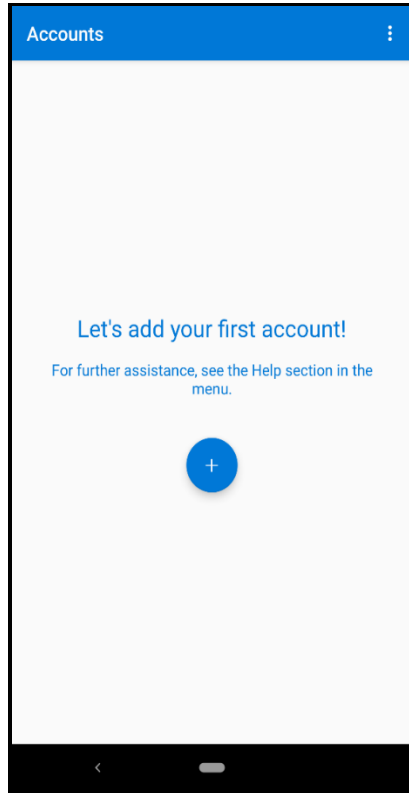 Accounts
Let's add your first account!
For further assistance, see the Help section in the
menu.